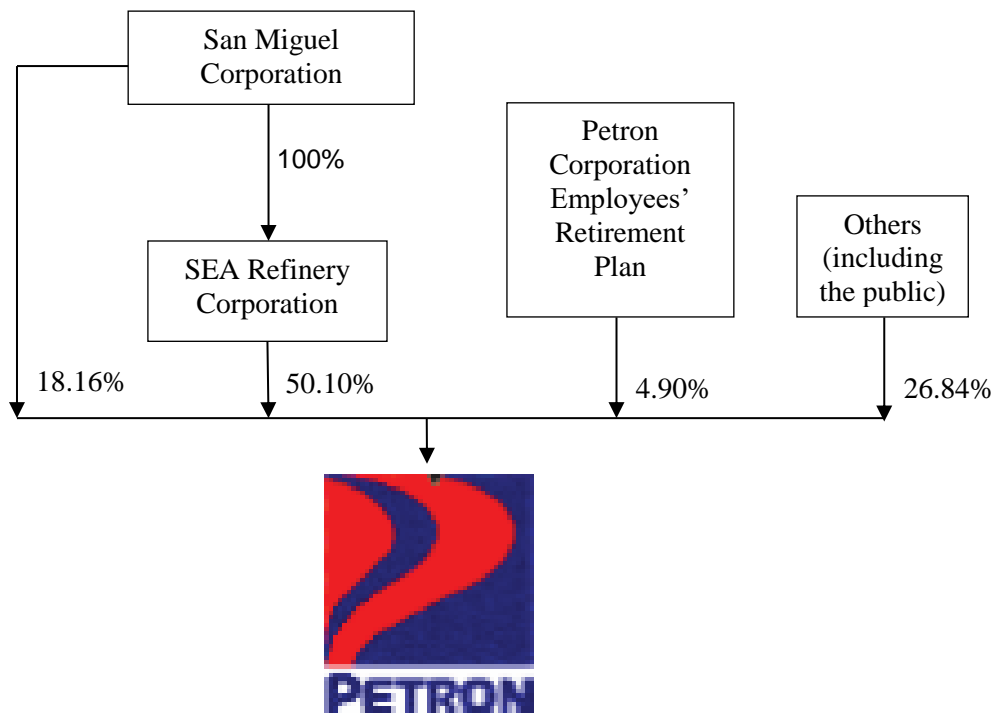 San Miguel
Corporation
100%
SEA Refinery
Corporation
Petron
Corporation
Employees’
Retirement
Plan
Others
(including
the public)
18.16%
50.10%
4.90%
26.84%
PETRON